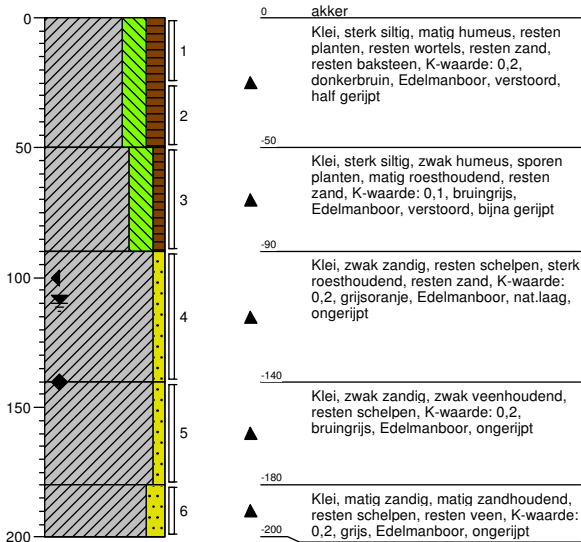 0
50
100
150
200
1
2
3
4
5
6
0 akker
Klei, sterk siltig, matig humeus, resten
planten, resten wortels, resten zand,
resten baksteen, K-waarde: 0,2,
donkerbruin, Edelmanboor, verstoord,
half gerijpt
-50
Klei, sterk siltig, zwak humeus, sporen
planten, matig roesthoudend, resten
zand, K-waarde: 0,1, bruingrijs,
Edelmanboor, verstoord, bijna gerijpt
-90
Klei, zwak zandig, resten schelpen, sterk
roesthoudend, resten zand, K-waarde:
0,2, grijsoranje, Edelmanboor, nat.laag,
ongerijpt
-140
Klei, zwak zandig, zwak veenhoudend,
resten schelpen, K-waarde: 0,2,
bruingrijs, Edelmanboor, ongerijpt
-180
Klei, matig zandig, matig zandhoudend,
resten schelpen, resten veen, K-waarde:
0,2, grijs, Edelmanboor, ongerijpt
-200